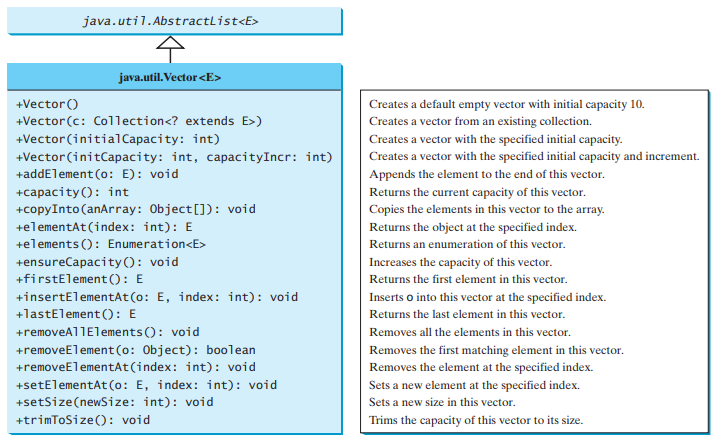 java.util.AbstractList<E>
java.util.Vector<E>
+Vector() Creates a default empty vector with initial capacity 10.
+Vector(c: Collection<? extends E>) Creates a vector from an existing collection.
+Vector(initialCapacity: int) Creates a vector with the specified initial capacity.
+Vector(initCapacity: int, capacityIncr: int) Creates a vector with the specified initial capacity and increment.
+addElement(o: E): void Appends the element to the end of this vector.
+capacity(): int Returns the current capacity of this vector.
+copyInto(anArray: Object[]): void Copies the elements in this vector to the array.
+elementAt(index: int): E Returns the object at the specified index.
+elements(): Enumeration<E> Returns an enumeration of this vector.
+ensureCapacity(): void Increases the capacity of this vector.
+firstElement(): E Returns the first element in this vector.
+insertElementAt(o: E, index: int): void Inserts o into this vector at the specified index.
+lastElement(): E Returns the last element in this vector.
+removeAllElements(): void Removes all the elements in this vector.
+removeElement(o: Object): boolean Removes the first matching element in this vector.
+removeElementAt(index: int): void Removes the element at the specified index.
+setElementAt(o: E, index: int): void Sets a new element at the specified index.
+setSize(newSize: int): void Sets a new size in this vector.
+trimToSize(): void Trims the capacity of this vector to its size.